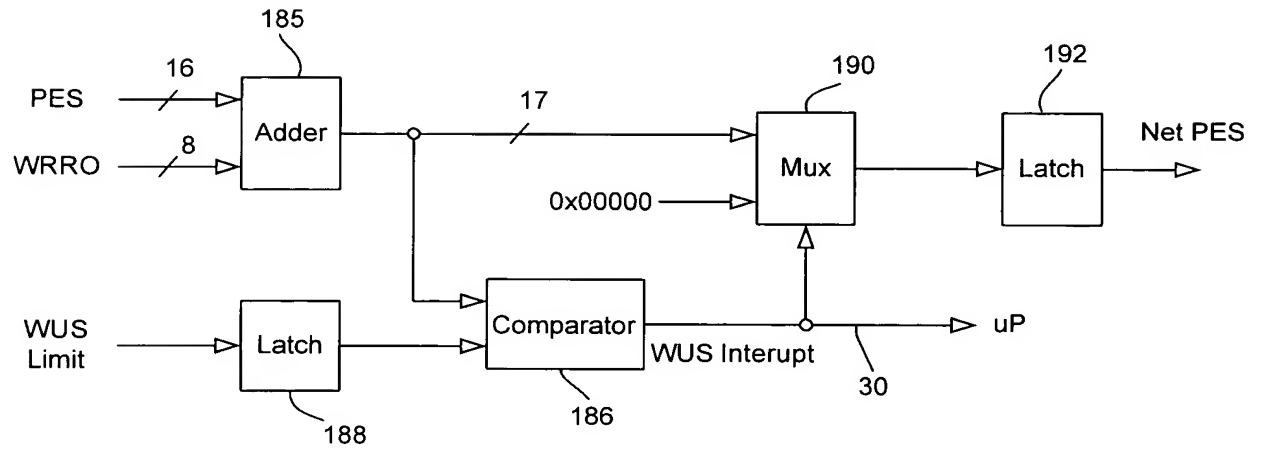 185
190
192
16
PES
17
Net PES
Adder
Mux
Latch
8
WRRO
0x00000
WUS
Limit
Latch
Comparator
uP
WUS Interupt
30
186
188